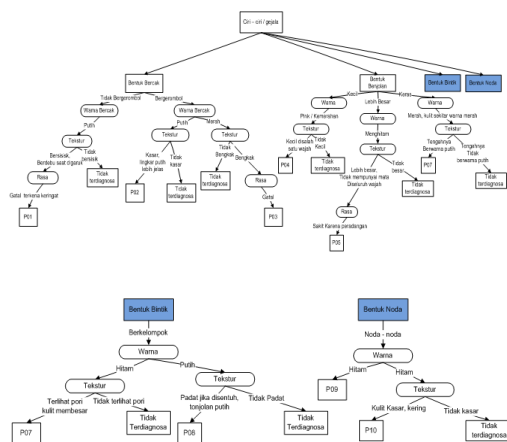 Ciri – ciri / gejala
Bentuk Bercak
Bentuk
Benjolan
Bentuk Bintik
Bentuk Noda
Tidak Bergerombol
Bergerombol
Kecil
Lebih Besar
Keras
Warna Bercak
Warna Bercak
Warna
Warna
Warna
Putih
Putih
Merah
Pink / Kemerahan
Menghitam
Merah, kulit sekitar warna merah
Tekstur
Tekstur
Tekstur
Tekstur
Tekstur
Tekstur
Bersisik,
Berbabu saat digaruk
Tidak
bersisik
Kasar,
lingkar putih
lebih jelas
Tidak
kasar
Tidak
Bengkak
Bengkak
Kecil disalah
satu wajah
Tidak
Kecil
Lebih besar,
Tidak mempunyai mata
Diseluruh wajah
Tidak
besar
Tengahnya
Berwarna putih
Tengahnya
Tidak
berwarna putih
Rasa
Tidak
terdiagnosa
P02
Tidak
terdiagnosa
Tidak
terdiagnosa
Rasa
P04
Tidak
terdiagnosa
Tidak
terdiagnosa
P07
Tidak
terdiagnosa
Gatal terkena keringat
Gatal
Rasa
P01
P03
Sakit Karena peradangan
P05
Bentuk Bintik
Bentuk Noda
Berkelompok
Noda - noda
Warna
Warna
Hitam
Putih
Hitam
Hitam
Tekstur
Tekstur
P09
Tekstur
Terlihat pori
kulit membesar
Tidak terlihat pori
Padat jika disentuh,
tonjolan putih
Tidak Padat
Kulit Kasar, kering
Tidak kasar
P07
Tidak
Terdiagnosa
P08
Tidak
Terdiagnosa
P10
Tidak
terdiagnosa